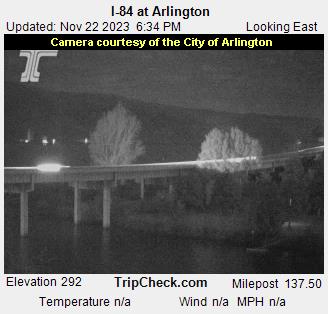 I-84 at Arlington
Updated: Nov 22 2023 6:34 PM Looking East
Camera courtesy of the City of Arlington
Elevation 292 TripCheck.com Milepost 137.50
Temperature n/a Wind n/a MPH n/a